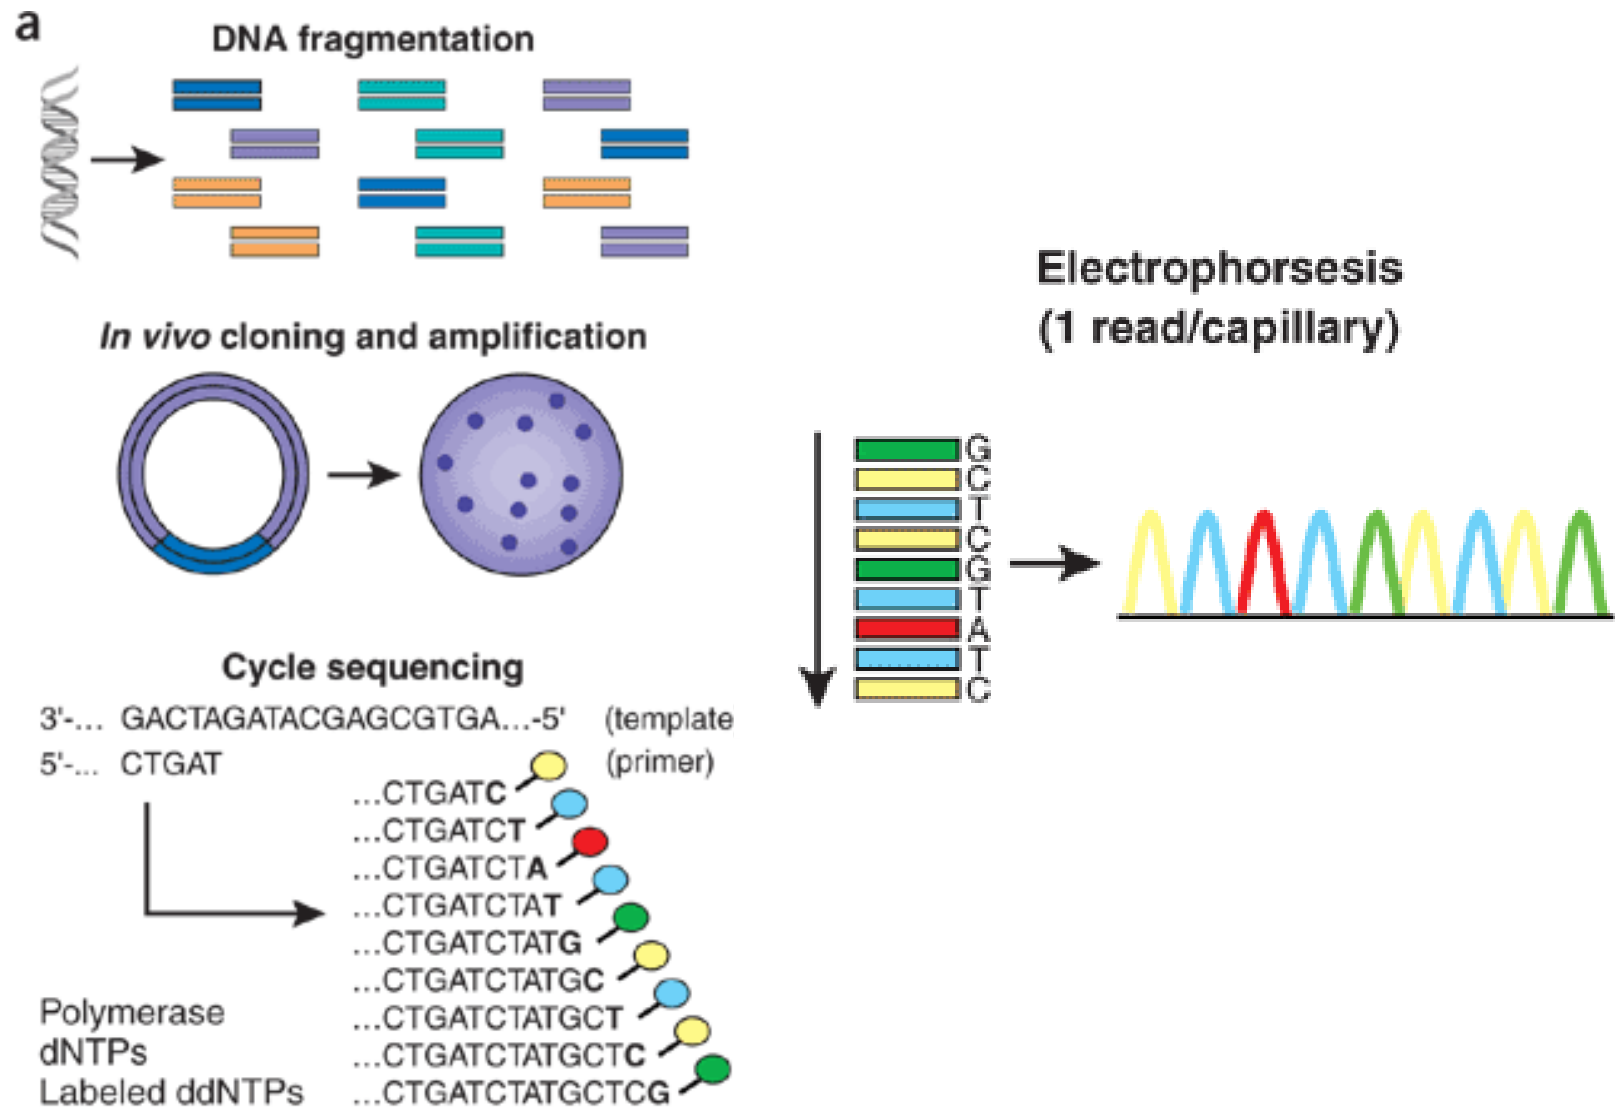 a
DNA fragmentation
In vivo cloning and amplification
Cycle sequencing
3'-... GACTAGATACGAGCGTGA...-5' (template
5'-... CTGAT (primer)
...CTGATC
...CTGATCT
...CTGATCTA
...CTGATCTAT
...CTGATCTATG
...CTGATCTATGC
...CTGATCTATGCT
...CTGATCTATGCTC
...CTGATCTATGCTCG
Polymerase
dNTPs
Labeled ddNTPs
Electrophorsesis
(1 read/capillary)
G
C
T
C
G
T
A
T
C